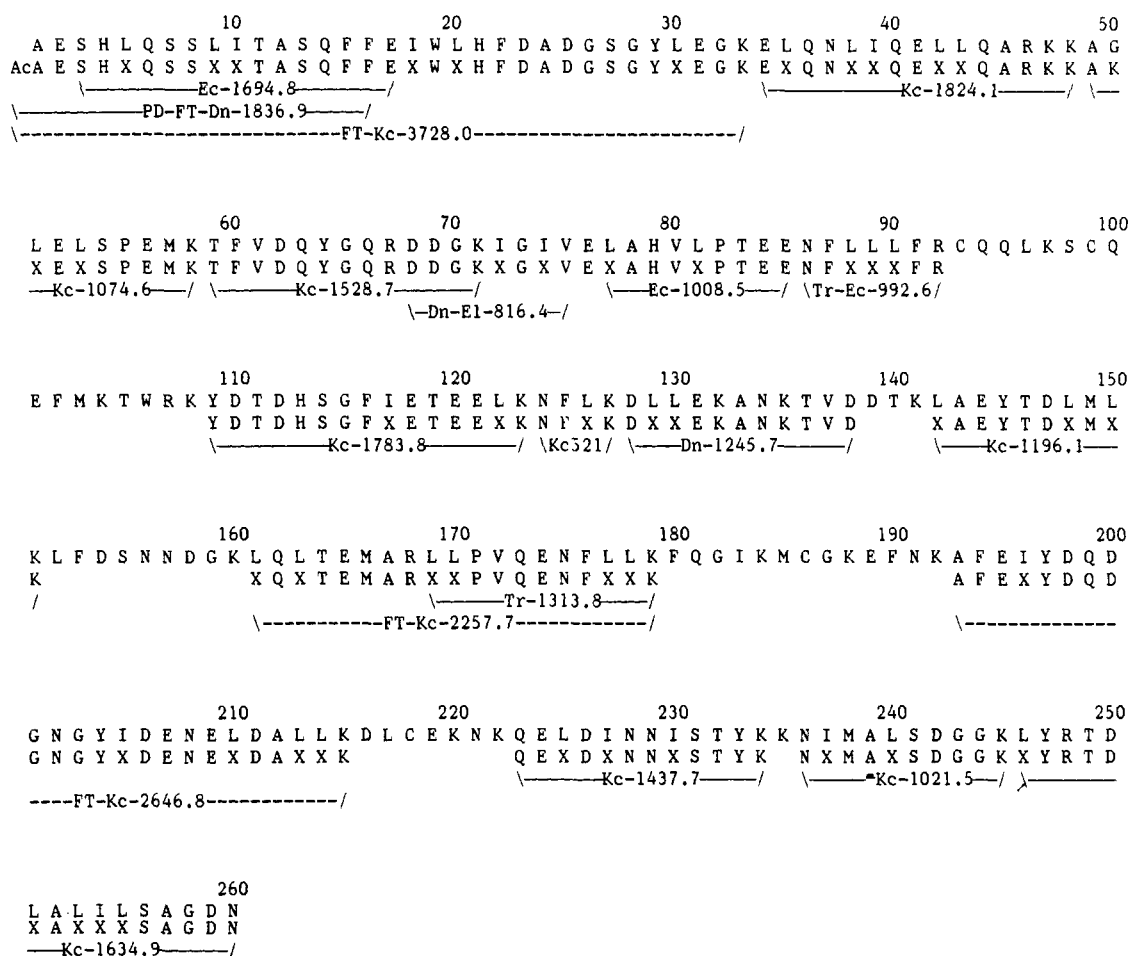 10 20 30 40 50
A E S H L Q S S L I T A S Q F F E I W L H F D A D G S G Y L E G K E L Q N L I Q E L L Q A R K K A G
AcA E S H X Q S S X X T A S Q F F E X W X H F D A D G S G Y X E G K E X Q N X X Q E X X Q A R K K A K
\———Ec-1694.8———/ \———Kc-1824.1———/ \——
\———PD-FT-Dn-1836.9———/
\---------------------FT-Kc-3728.0---------------------/
60 70 80 90 100
L E L S P E M K T F V D Q Y G Q R D D G K I G I V E L A H V L P T E E N F L L L F R C Q Q L K S C Q
X E X S P E M K T F V D Q Y G Q R D D G K X G X V E X A H V X P T E E N F X X X F R
——Kc-1074.6——/ \———Kc-1528.7———/ \——Ec-1008.5——/ \Tr-Ec-992.6/
\—Dn-El-816.4—/
110 120 130 140 150
E F M K T W R K Y D T D H S G F I E T E E L K N F L K D L L E K A N K T V D D T K L A E Y T D L M L
Y D T D H S G F X E T E E X K N F X K D X X E K A N K T V D X A E Y T D X M X
\———Kc-1783.8———/ \Kc521/ \——Dn-1245.7———/ \——Kc-1196.1——
160 170 180 190 200
K L F D S N N D G K L Q L T E M A R L L P V Q E N F L L K F Q G I K M C G K E F N K A F E I Y D Q D
K X Q X T E M A R X X P V Q E N F X X K A F E X Y D Q D
/ \———Tr-1313.8———/
\-----------FT-Kc-2257.7------------/ \--------------
210 220 230 240 250
G N G Y I D E N E L D A L L K D L C E K N K Q E L D I N N I S T Y K K N I M A L S D G G K L Y R T D
G N G Y X D E N E X D A X X K Q E X D X N N X S T Y K N X M A X S D G G K X Y R T D
\———Kc-1437.7———/ \———Kc-1021.5——/ \————
----FT-Kc-2646.8------------/
260
L A L I L S A G D N
X A X X X S A G D N
——Kc-1634.9———/